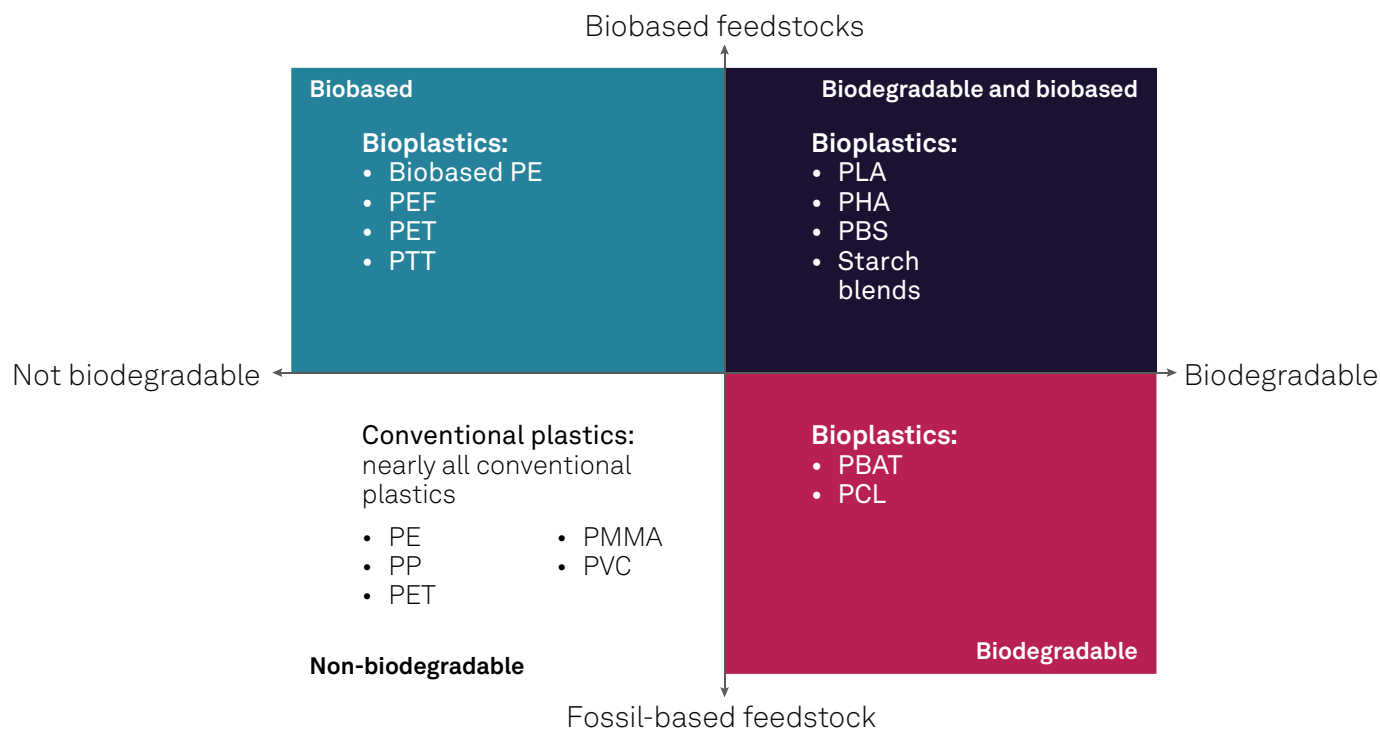 Biobased feedstocks
Biobased
Bioplastics:
• Biobased PE
• PEF
• PET
• PTT
Biodegradable and biobased
Bioplastics:
• PLA
• PHA
• PBS
• Starch
blends
Not biodegradable
Biodegradable
Conventional plastics:
nearly all conventional
plastics
• PE
• PP
• PET
• PMMA
• PVC
Non-biodegradable
Bioplastics:
• PBAT
• PCL
Biodegradable
Fossil-based feedstock